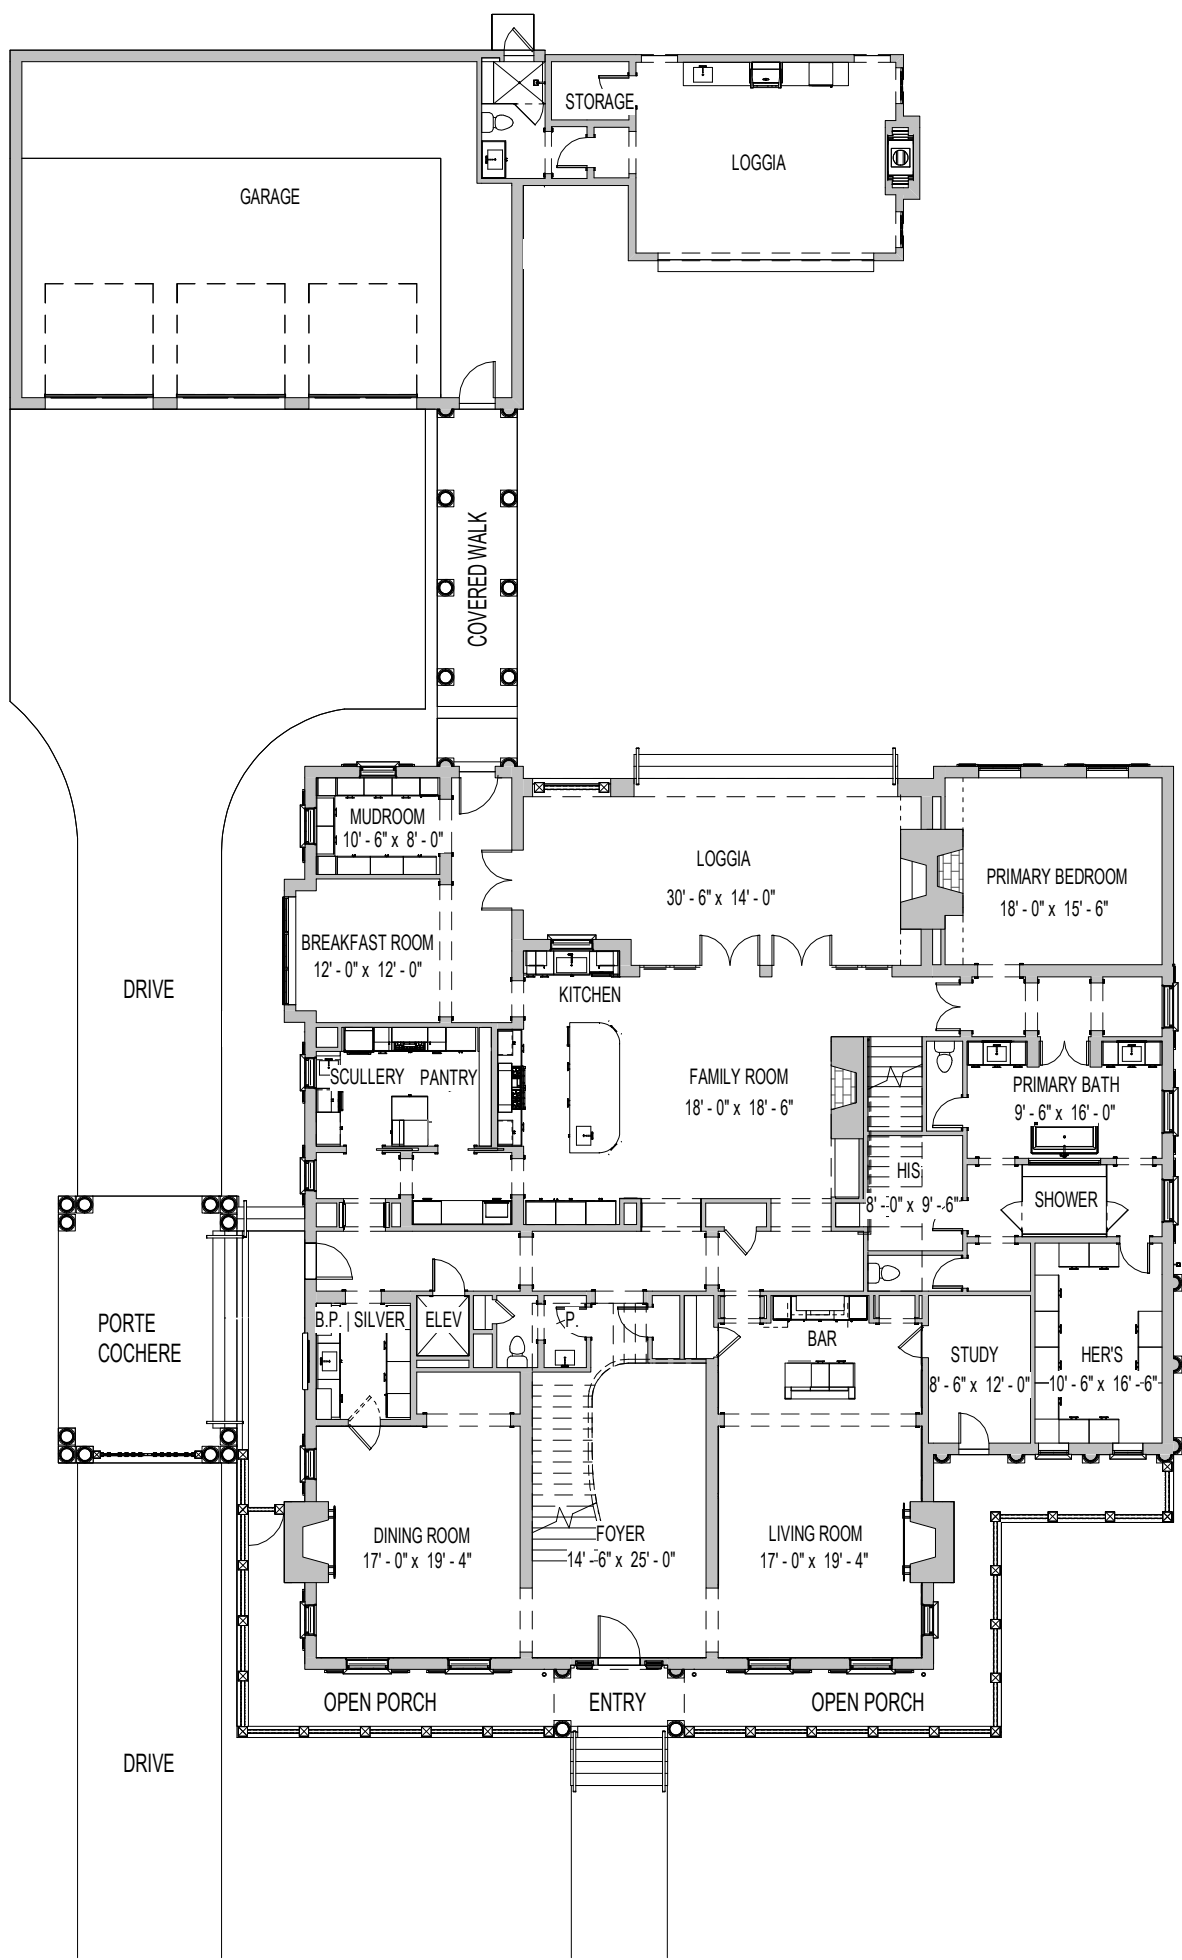 STORAGE
LOGGIA
GARAGE
COVERED WALK
MUDROOM
10' - 6" x 8' - 0"
LOGGIA
30' - 6" x 14' - 0"
PRIMARY BEDROOM
18' - 0" x 15' - 6"
BREAKFAST ROOM
12' - 0" x 12' - 0"
DRIVE
KITCHEN
SCULLERY
PANTRY
FAMILY ROOM
18' - 0" x 18' - 6"
PRIMARY BATH
9' - 6" x 16' - 0"
HIS
8' - 0" x 9' - 6"
SHOWER
PORTE
COCHERE
B.P. | SILVER
ELEV
P.
BAR
STUDY
8' - 6" x 12' - 0"
HER'S
10' - 6" x 16' - 6"
DINING ROOM
17' - 0" x 19' - 4"
FOYER
14' - 6" x 25' - 0"
LIVING ROOM
17' - 0" x 19' - 4"
OPEN PORCH
ENTRY
OPEN PORCH
DRIVE